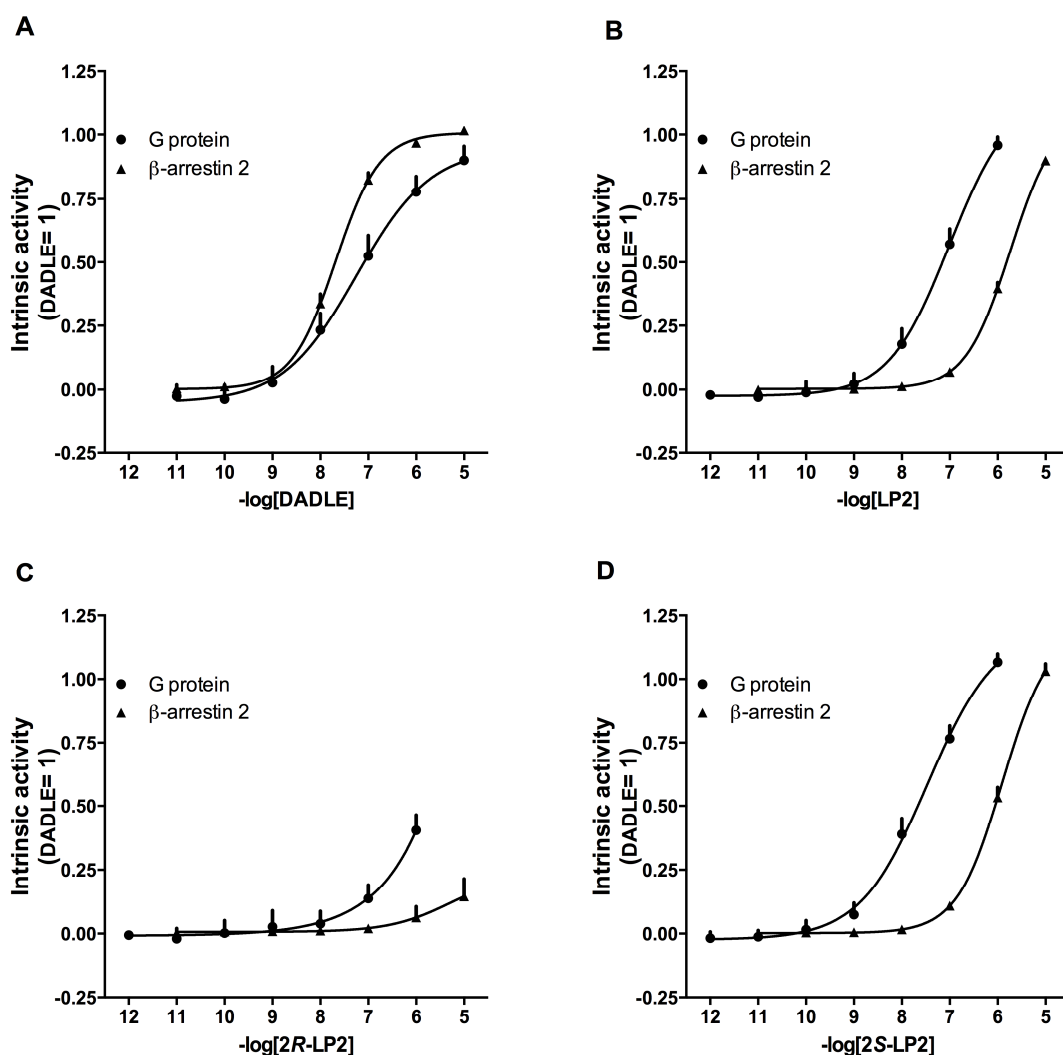 A
Intrinsic activity
(DADLE= 1)
1.25
1.00
0.75
0.50
0.25
0.00
-0.25
G protein
β-arrestin 2
12 11 10 9 8 7 6 5
-log[DADLE]
B
Intrinsic activity
(DADLE= 1)
1.25
1.00
0.75
0.50
0.25
0.00
-0.25
G protein
β-arrestin 2
12 11 10 9 8 7 6 5
-log[LP2]
C
Intrinsic activity
(DADLE= 1)
1.25
1.00
0.75
0.50
0.25
0.00
-0.25
G protein
β-arrestin 2
12 11 10 9 8 7 6 5
-log[2R-LP2]
D
Intrinsic activity
(DADLE= 1)
1.25
1.00
0.75
0.50
0.25
0.00
-0.25
G protein
β-arrestin 2
12 11 10 9 8 7 6 5
-log[2S-LP2]